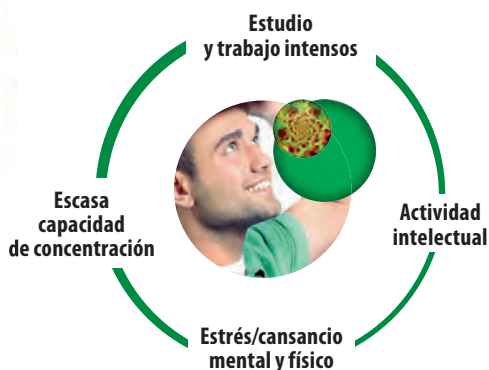 Estudio
y trabajo intensos
Escasa
capacidad
de concentración
Actividad
intelectual
Estrés/cansancio
mental y físico